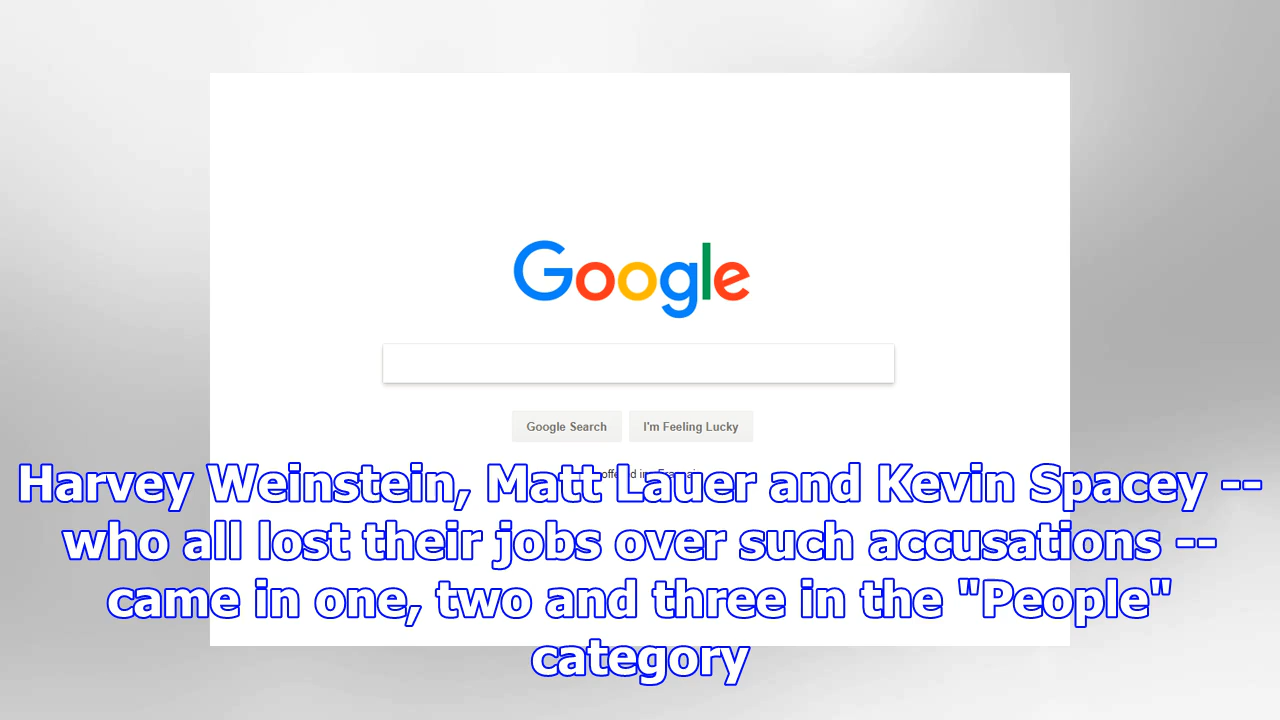 Google
Google Search
I'm Feeling Lucky
Harvey Weinstein, Matt Lauer and Kevin Spacey --
who all lost their jobs over such accusations --
came in one, two and three in the "People"
category